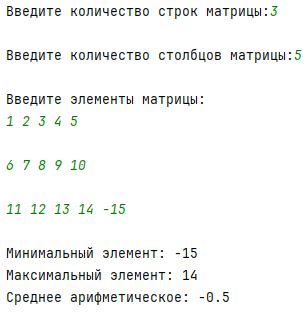 Введите количество строк матрицы:3
Введите количество столбцов матрицы:5
Введите элементы матрицы:
1 2 3 4 5
6 7 8 9 10
11 12 13 14 -15
Минимальный элемент: -15
Максимальный элемент: 14
Среднее арифметическое: -0.5